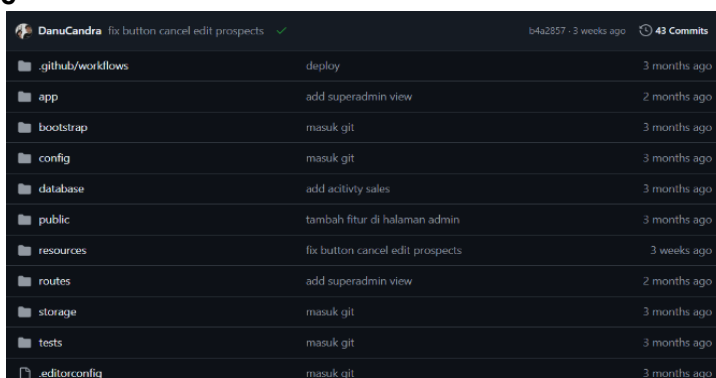 DanuCandra fix button cancel edit prospects b4a2857 · 3 weeks ago 43 Commits
.github/workflows deploy 3 months ago
app add superadmin view 2 months ago
bootstrap masuk git 3 months ago
config masuk git 3 months ago
database add acitivty sales 3 months ago
public tambah fitur di halaman admin 3 months ago
resources fix button cancel edit prospects 3 weeks ago
routes add superadmin view 2 months ago
storage masuk git 3 months ago
tests masuk git 3 months ago
.editorconfig masuk git 3 months ago